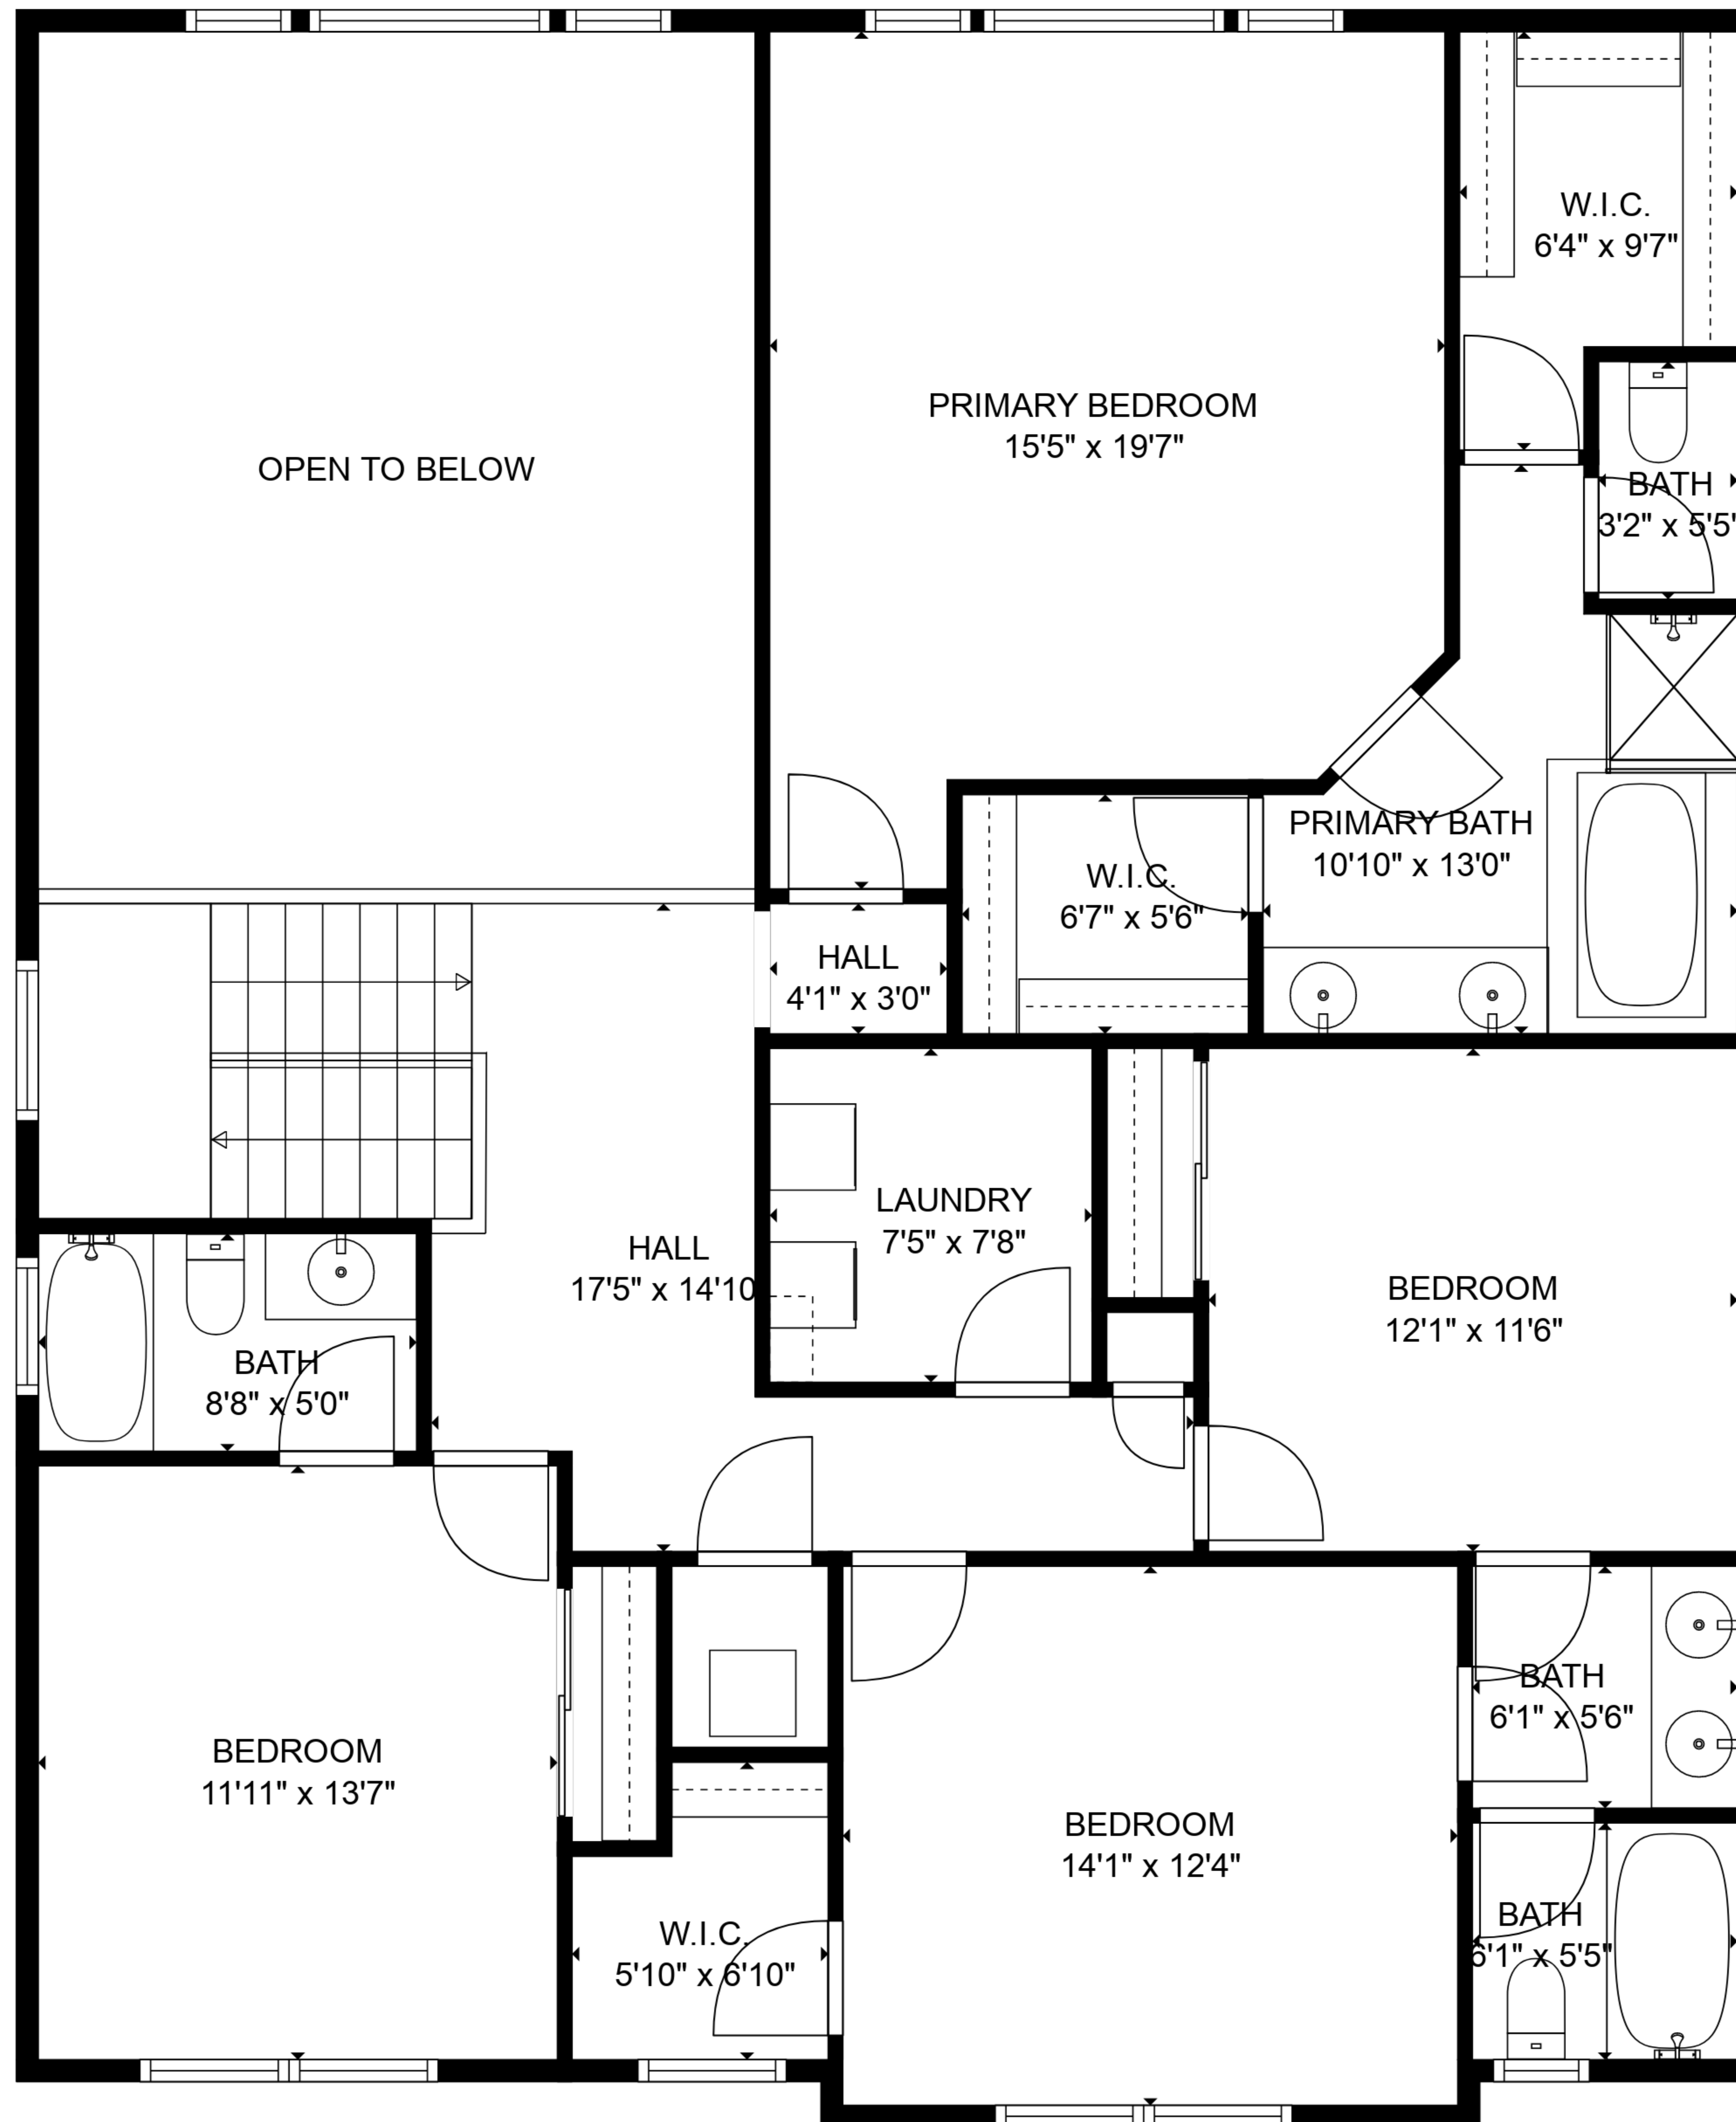 W.I.C.
6'4" x 9'7"
PRIMARY BEDROOM
15'5" x 19'7"
OPEN TO BELOW
BATH
3'2" x 5'5"
PRIMARY BATH
10'10" x 13'0"
W.I.C.
6'7" x 5'6"
HALL
4'1" x 3'0"
LAUNDRY
7'5" x 7'8"
HALL
17'5" x 14'10
BEDROOM
12'1" x 11'6"
BATH
8'8" x 5'0"
BATH
6'1" x 5'6"
BEDROOM
11'11" x 13'7"
BEDROOM
14'1" x 12'4"
BATH
6'1" x 5'5"
W.I.C.
5'10" x 6'10"